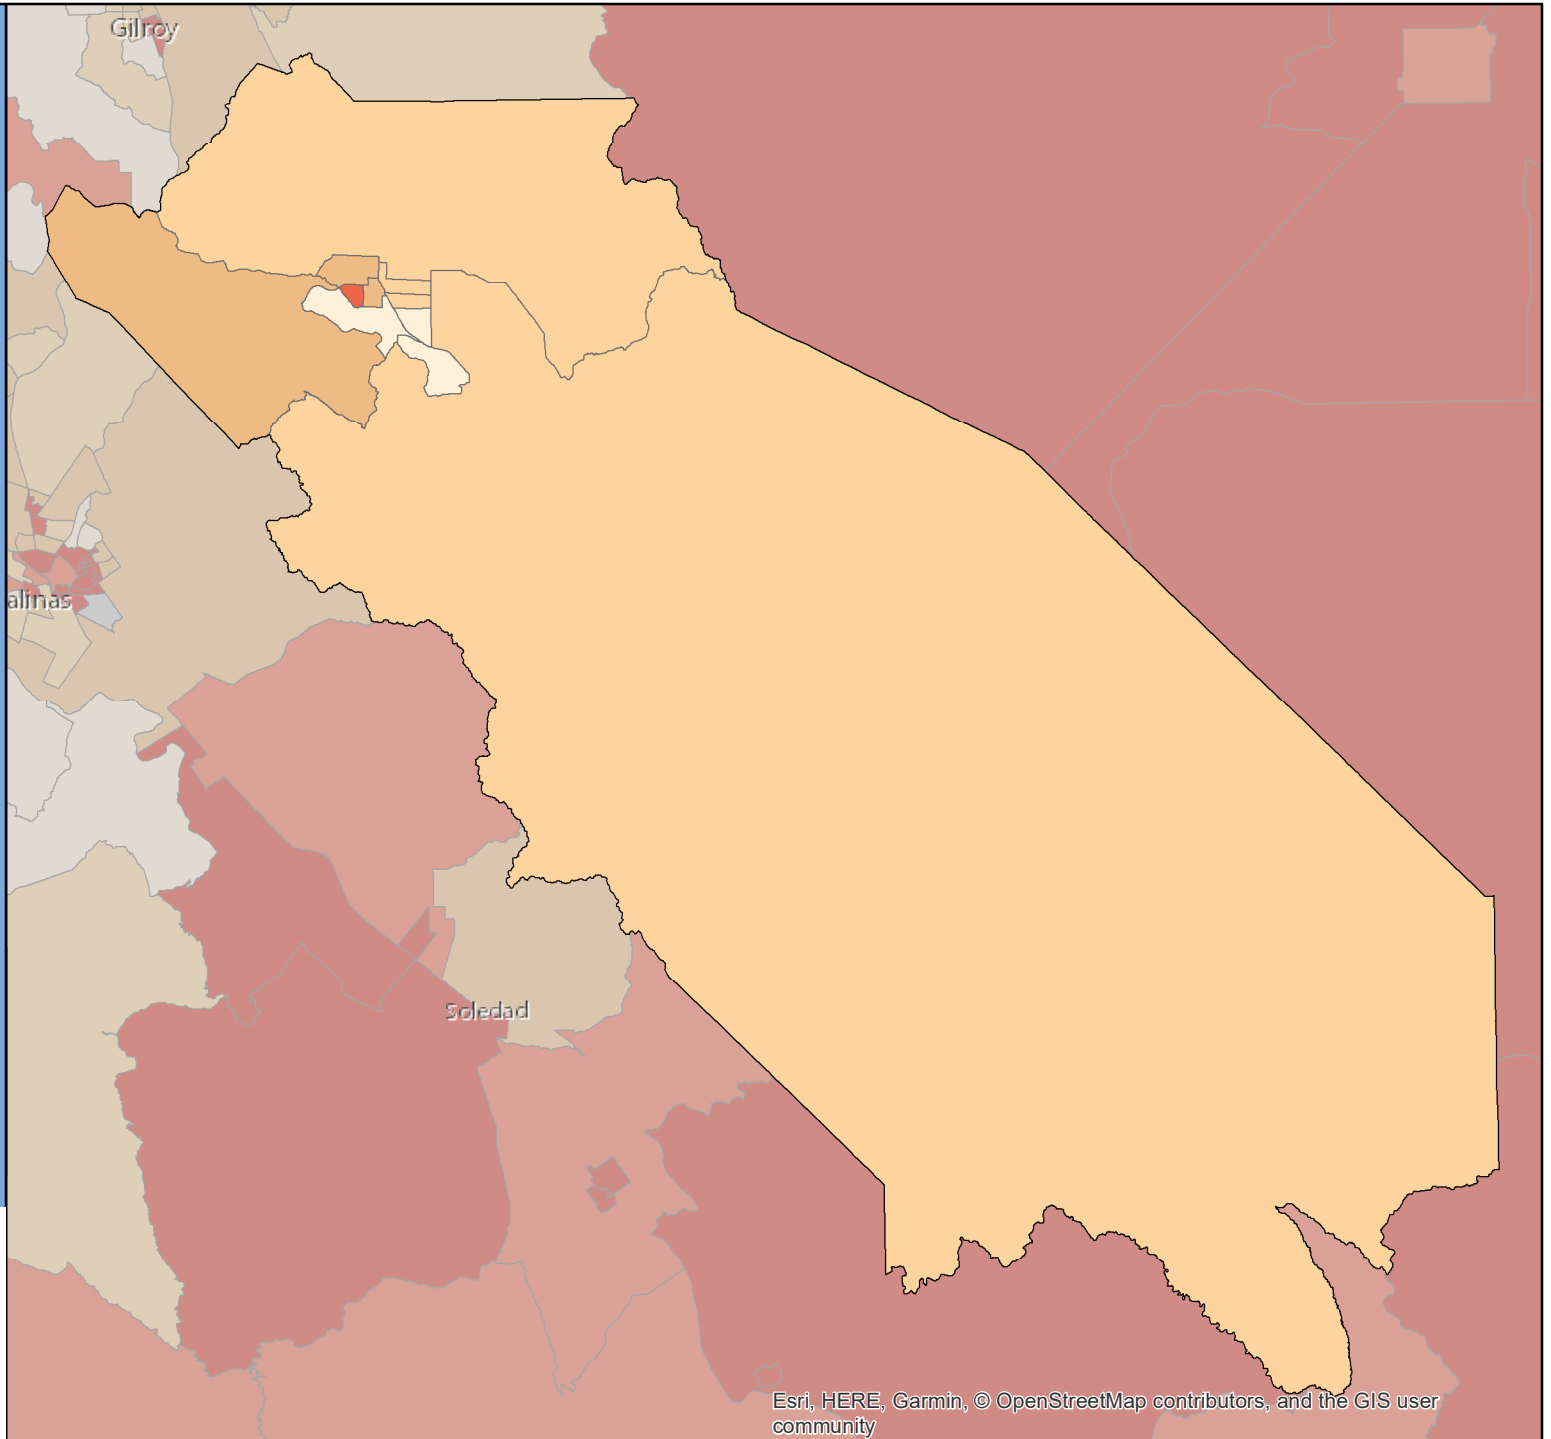 Gilroy
alinas
Soledad
Esri, HERE, Garmin, © OpenStreetMap contributors, and the GIS user
community